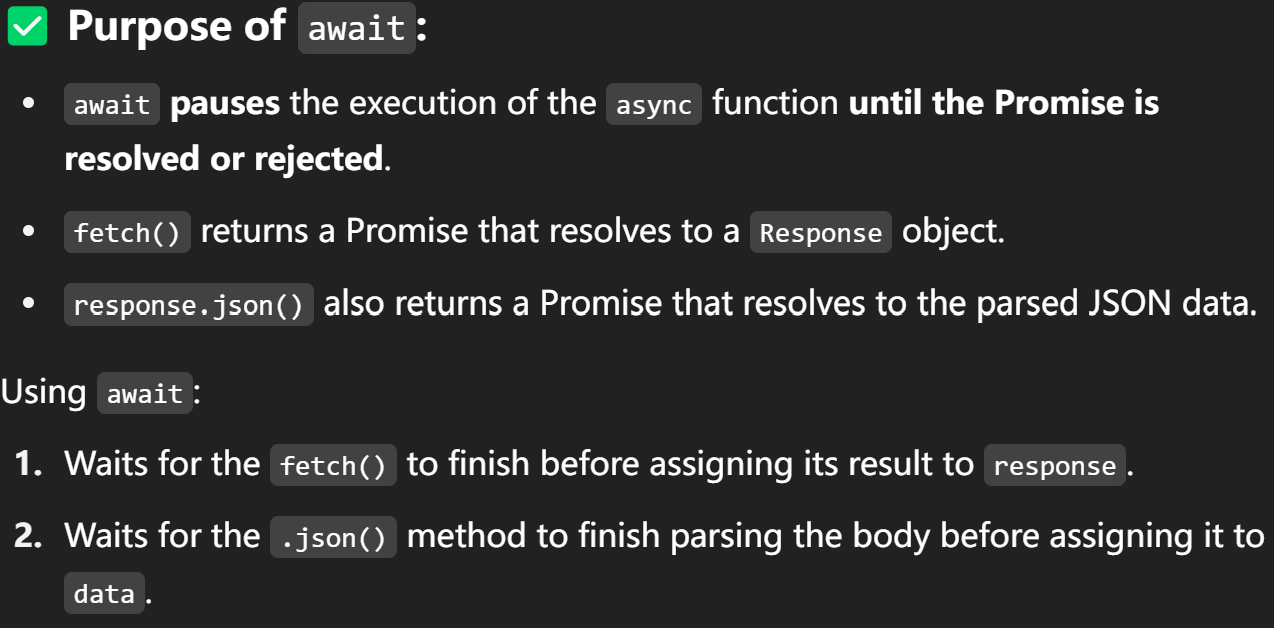 ✅ Purpose of await:
• await pauses the execution of the async function until the Promise is
resolved or rejected.
• fetch() returns a Promise that resolves to a Response object.
• response.json() also returns a Promise that resolves to the parsed JSON data.
Using await:
1. Waits for the fetch() to finish before assigning its result to response.
2. Waits for the .json() method to finish parsing the body before assigning it to
data.